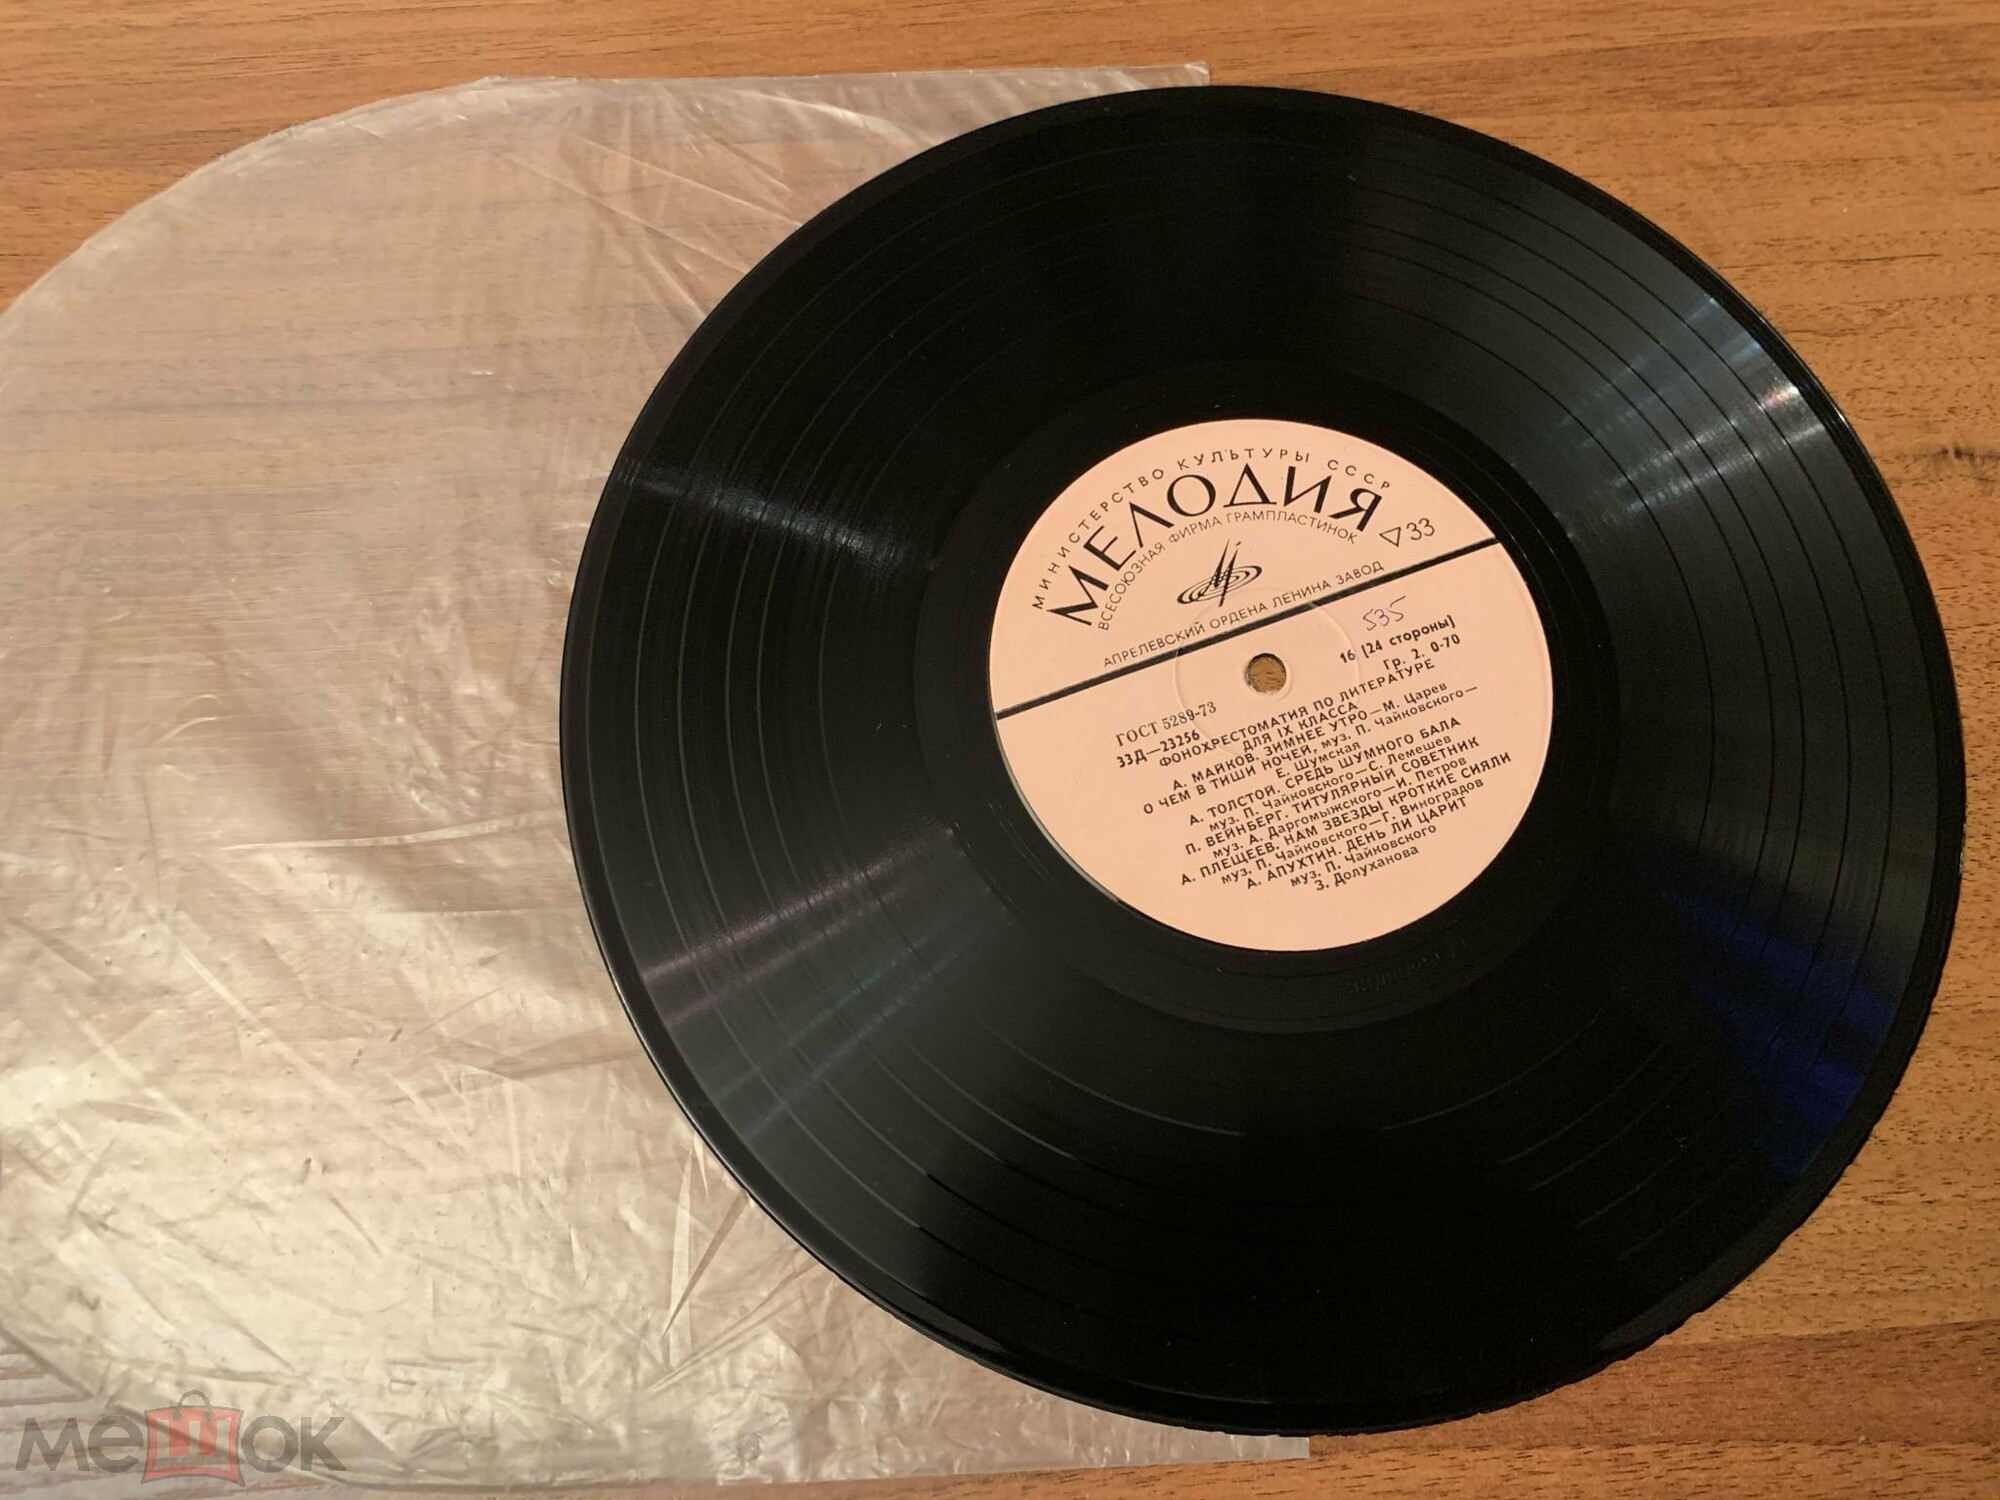 МИНИСТЕРСТВО КУЛЬТУРЫ СССР
МЕЛОДИЯ
ВСЕСОЮЗНАЯ ФИРМА ГРАМПЛАСТИНОК
▽33
АПРЕЛЕВСКИЙ ОРДЕНА ЛЕНИНА ЗАВОД
535
16 [24 стороны]
ГОСТ 5289-73
Гр. 2. 0-70
33Д—23256
ФОНОХРЕСТОМАТИЯ ПО ЛИТЕРАТУРЕ
ДЛЯ IX КЛАССА
А. МАЙКОВ. ЗИМНЕЕ УТРО—М. Царев
О ЧЕМ В ТИШИ НОЧЕЙ, муз. П. Чайковского—
Е. Шумская
А. ТОЛСТОЙ. СРЕДЬ ШУМНОГО БАЛА
муз. П. Чайковского—С. Лемешев
П. ВЕЙНБЕРГ. ТИТУЛЯРНЫЙ СОВЕТНИК
муз. А. Даргомыжского—И. Петров
А. ПЛЕЩЕЕВ. НАМ ЗВЕЗДЫ КРОТКИЕ СИЯЛИ
муз. П. Чайковского—Г. Виноградов
А. АПУХТИН. ДЕНЬ ЛИ ЦАРИТ
муз. П. Чайковского
З. Долуханова
мешок